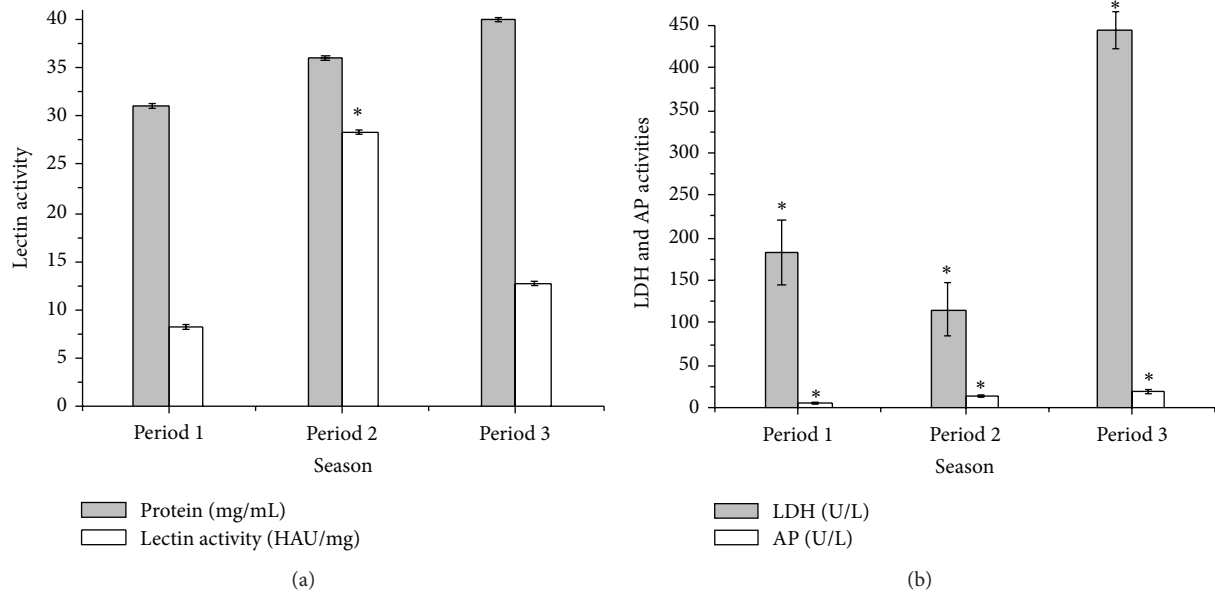 40
35
30
25
20
15
10
5
0
Lectin activity
*
Period 1
Period 2
Period 3
Season
Protein (mg/mL)
Lectin activity (HAU/mg)
(a)
450
400
350
300
250
200
150
100
50
0
LDH and AP activities
*
*
*
*
*
*
Period 1
Period 2
Period 3
Season
LDH (U/L)
AP (U/L)
(b)